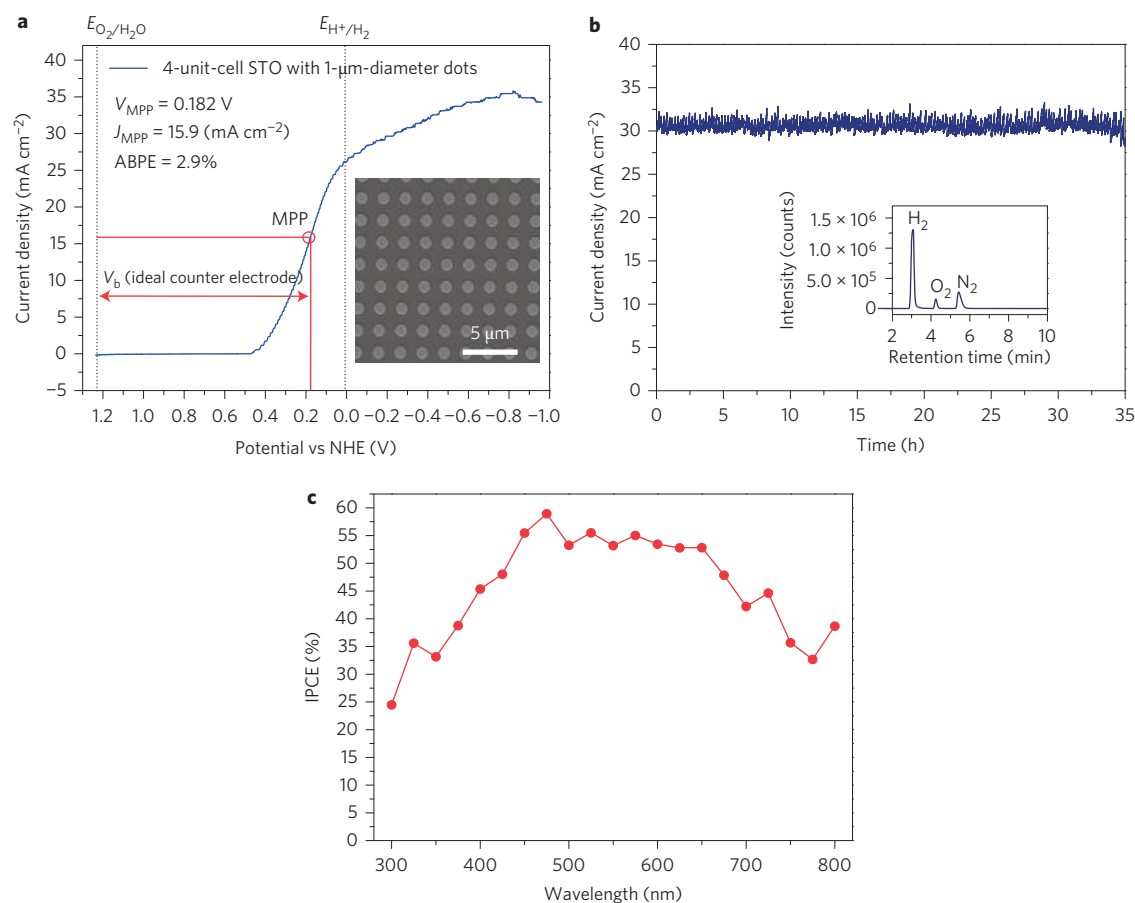 a
E_O₂/H₂O
E_H⁺/H₂
40
35
30
25
20
15
10
5
0
−5
Current density (mA cm⁻²)
4-unit-cell STO with 1-μm-diameter dots
V_MPP = 0.182 V
J_MPP = 15.9 (mA cm⁻²)
ABPE = 2.9%
MPP
V_b (ideal counter electrode)
5 μm
1.2 1.0 0.8 0.6 0.4 0.2 0.0 −0.2 −0.4 −0.6 −0.8 −1.0
Potential vs NHE (V)
b
40
35
30
25
20
15
10
5
0
Current density (mA cm⁻²)
1.5 × 10⁶
1.0 × 10⁶
5.0 × 10⁵
0
Intensity (counts)
H₂
O₂
N₂
2 4 6 8 10
Retention time (min)
0 5 10 15 20 25 30 35
Time (h)
c
60
55
50
45
40
35
30
25
20
15
10
5
0
IPCE (%)
300 400 500 600 700 800
Wavelength (nm)